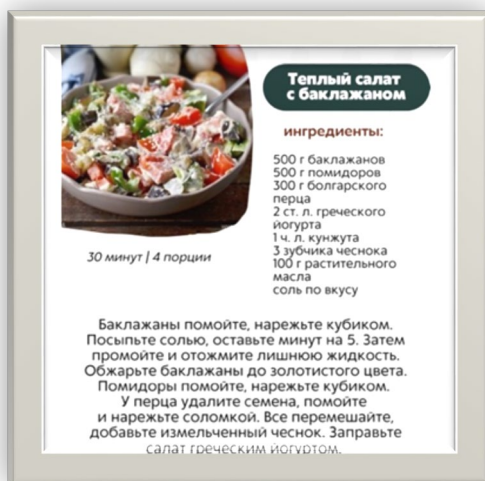 Теплый салат
с баклажаном
ингредиенты:
500 г баклажанов
500 г помидоров
300 г болгарского
перца
2 ст. л. греческого
йогурта
1 ч. л. кунжута
3 зубчика чеснока
100 г растительного
масла
соль по вкусу
30 минут | 4 порции
Баклажаны помойте, нарежьте кубиком.
Посыпьте солью, оставьте минут на 5. Затем
промойте и отожмите лишнюю жидкость.
Обжарьте баклажаны до золотистого цвета.
Помидоры помойте, нарежьте кубиком.
У перца удалите семена, помойте
и нарежьте соломкой. Все перемешайте,
добавьте измельченный чеснок. Заправьте
салат греческим йогуртом.